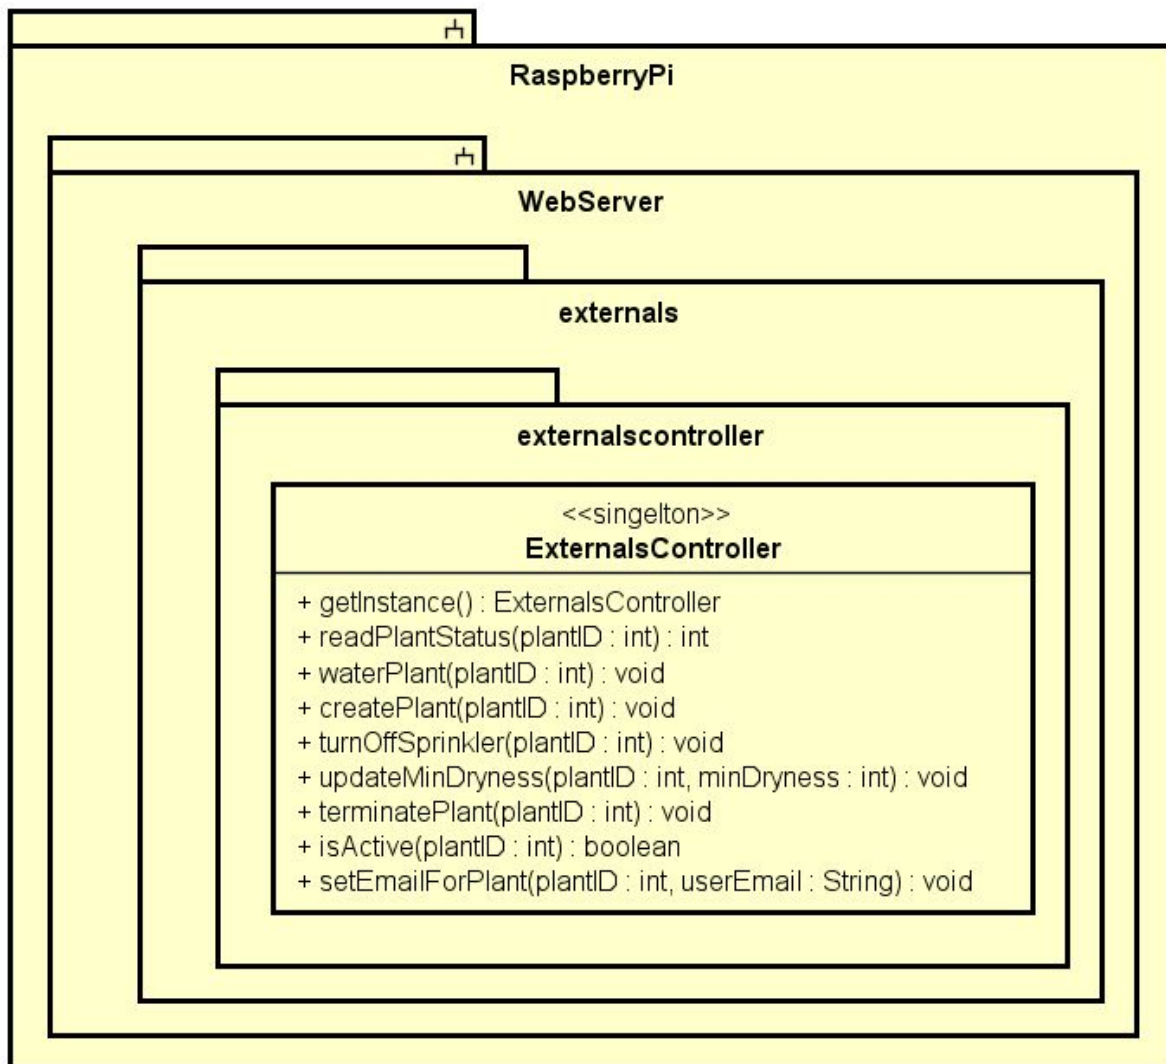 RaspberryPi
WebServer
externals
externalscontroller
<<singelton>>
ExternalsController
+ getInstance() : ExternalsController
+ readPlantStatus(plantID : int) : int
+ waterPlant(plantID : int) : void
+ createPlant(plantID : int) : void
+ turnOffSprinkler(plantID : int) : void
+ updateMinDryness(plantID : int, minDryness : int) : void
+ terminatePlant(plantID : int) : void
+ isActive(plantID : int) : boolean
+ setEmailForPlant(plantID : int, userEmail : String) : void